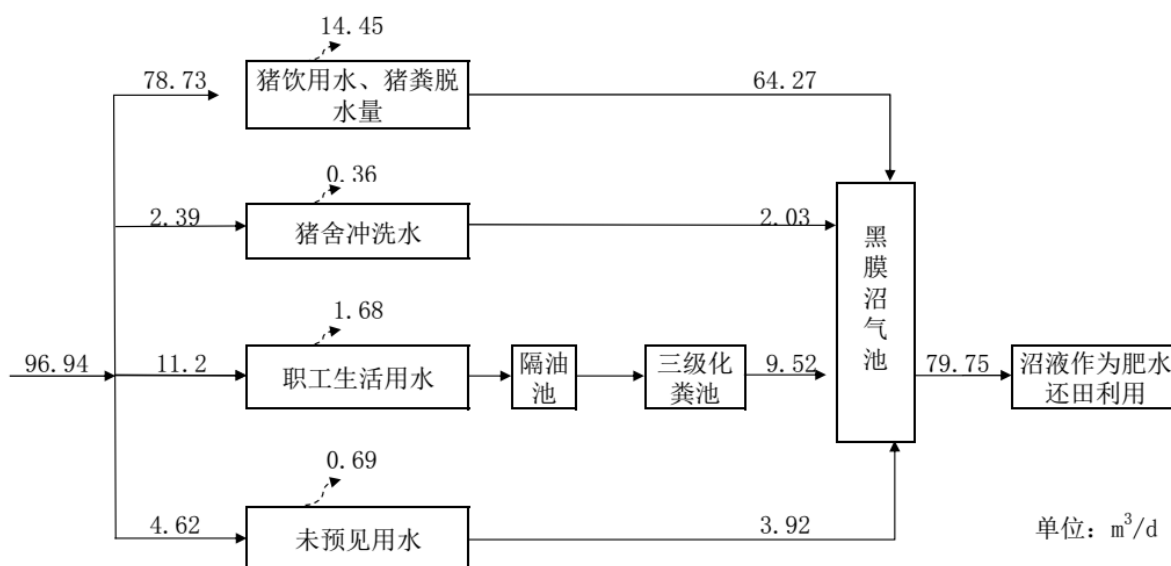 14.45
78.73
猪饮用水、猪粪脱
水量
64.27
0.36
2.39
猪舍冲洗水
2.03
黑
膜
沼
气
池
1.68
96.94
11.2
职工生活用水
隔油
池
三级化
粪池
9.52
79.75
沼液作为肥水
还田利用
0.69
4.62
未预见用水
3.92
单位：m³/d